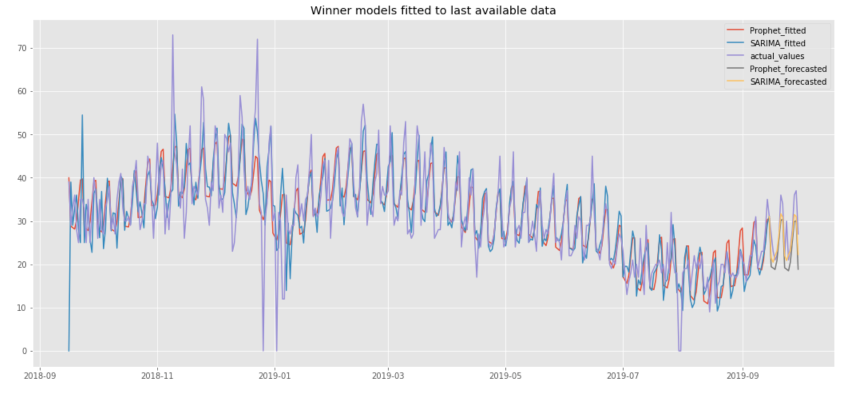 Winner models fitted to last available data
Prophet_fitted
SARIMA_fitted
actual_values
Prophet_forecasted
SARIMA_forecasted
70
60
50
40
30
20
10
0
2018-09 2018-11 2019-01 2019-03 2019-05 2019-07 2019-09